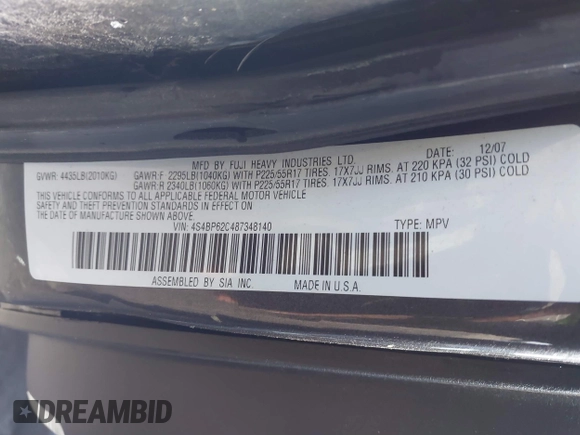 MFD. BY FUJI HEAVY INDUSTRIES LTD. DATE 12/07
GVWR: 4435LB(2010KG) GAWR:F 2295LB(1040KG) WITH P225/55R17 TIRES. 17X7JJ RIMS. AT 220 KPA (32 PSI) COLD
GAWR:R 2340LB(1060KG) WITH P225/55R17 TIRES. 17X7JJ RIMS. AT 210 KPA (30 PSI) COLD
THIS VEHICLE CONFORMS TO ALL APPLICABLE FEDERAL MOTOR VEHICLE
SAFETY AND THEFT PREVENTION STANDARDS IN EFFECT ON
THE DATE OF MANUFACTURE SHOWN ABOVE.
VIN: 4S4BP62C487348140 TYPE: MPV
ASSEMBLED BY SIA INC. MADE IN U.S.A.
DREAMBID